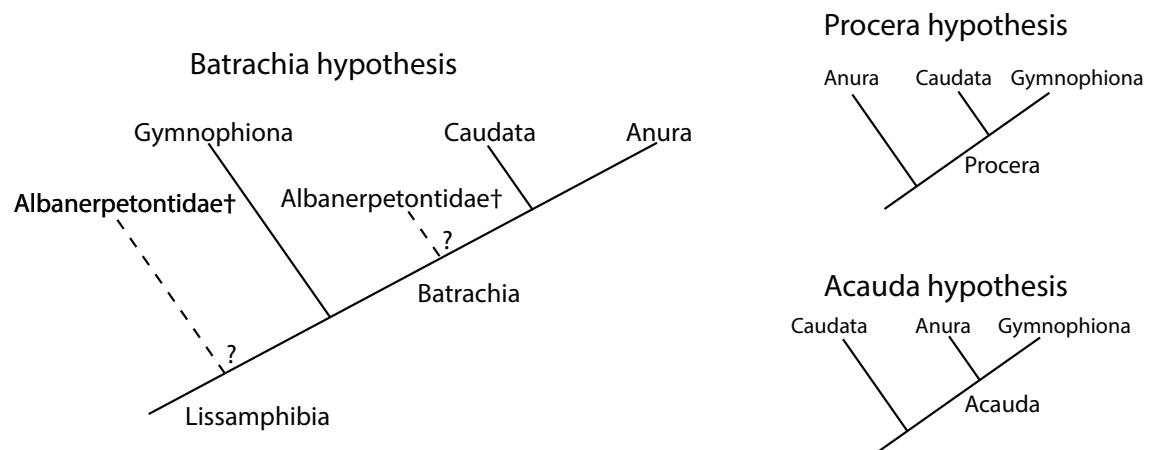 Batrachia hypothesis
Gymnophiona
Caudata
Anura
Albanerpetontidae†
Albanerpetontidae†
?
Batrachia
?
Lissamphibia
Procera hypothesis
Anura
Caudata
Gymnophiona
Procera
Acauda hypothesis
Caudata
Anura
Gymnophiona
Acauda